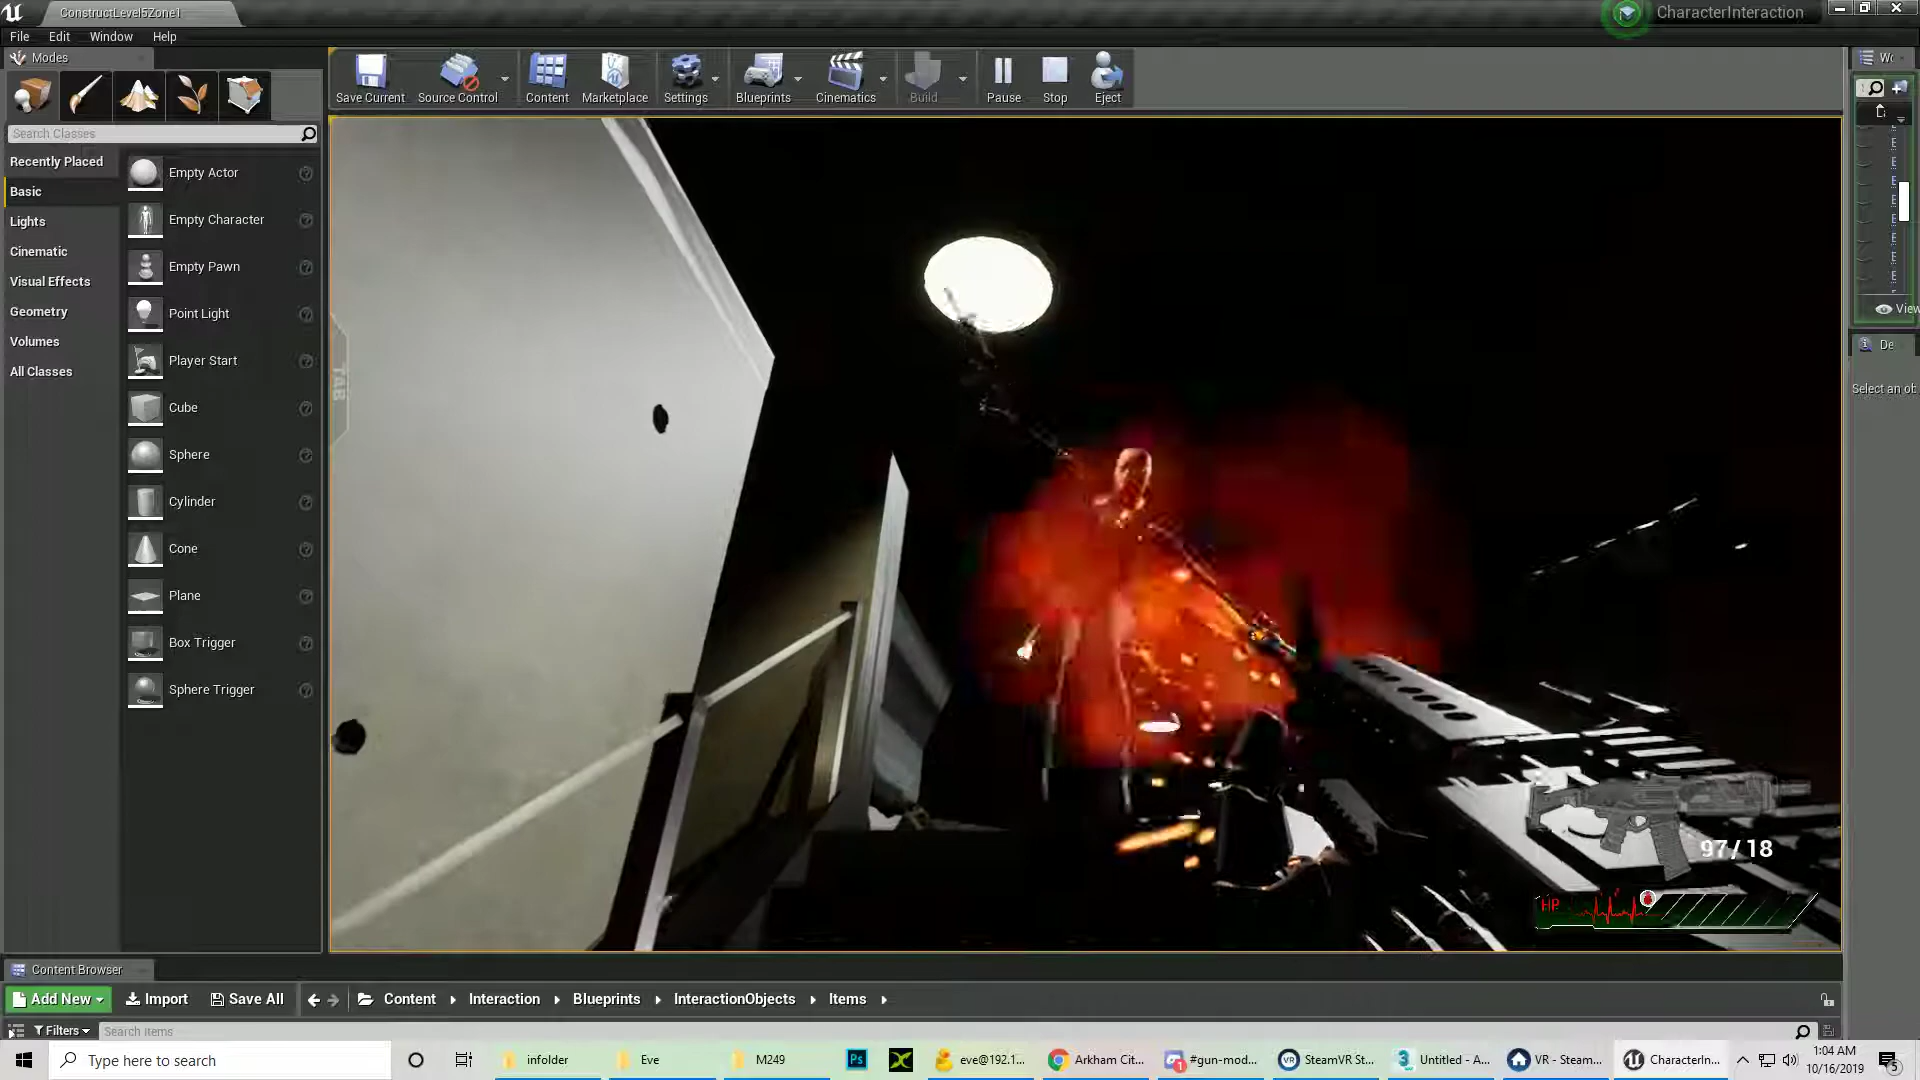 ConstructLevel5Zone1
CharacterInteraction
File Edit Window Help
Modes
Search Classes
Recently Placed
Basic
Lights
Cinematic
Visual Effects
Geometry
Volumes
All Classes
Empty Actor
Empty Character
Empty Pawn
Point Light
Player Start
Cube
Sphere
Cylinder
Cone
Plane
Box Trigger
Sphere Trigger
Save Current
Source Control
Content
Marketplace
Settings
Blueprints
Cinematics
Build
Pause
Stop
Eject
TAB
97/18
HP
View
De
Select an ob
Content Browser
Add New Import Save All Content Interaction Blueprints InteractionObjects Items
Filters Search Items
Type here to search
infolder
Eve
M249
Ps
eve@192.1...
Arkham Cit...
#gun-mod...
SteamVR St...
Untitled - A...
VR - Steam...
CharacterIn...
1:04 AM
10/16/2019
5